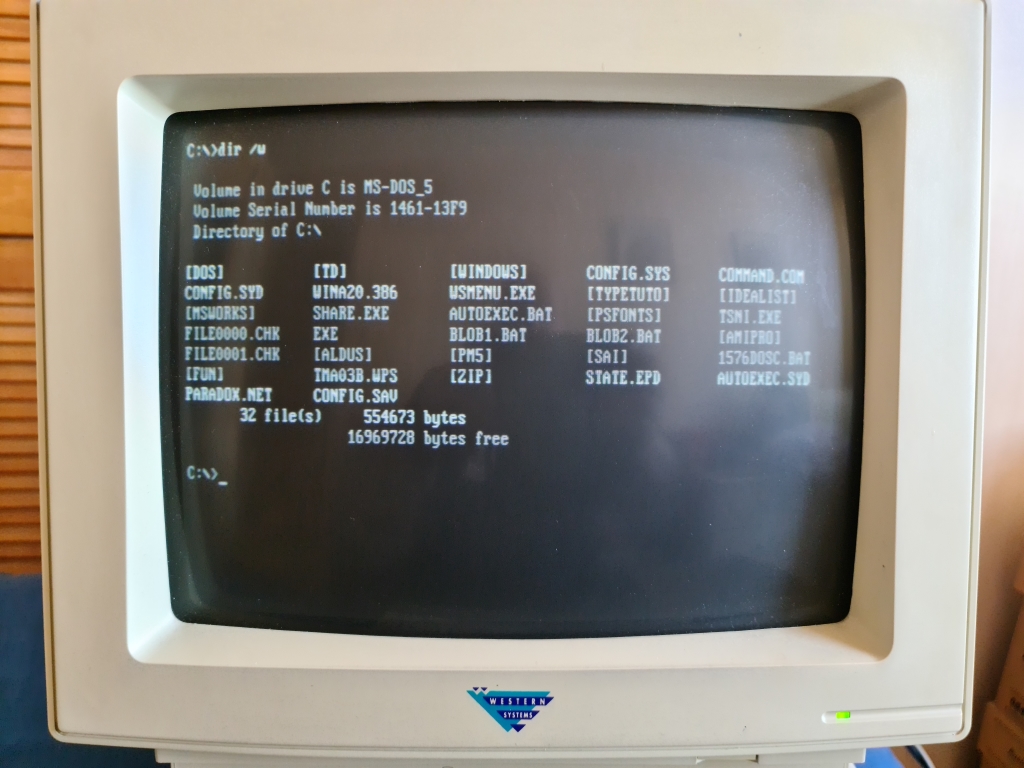 C:\>dir /w
Volume in drive C is MS-DOS_5
Volume Serial Number is 1461-13F9
Directory of C:\
[DOS] [TD] [WINDOWS] CONFIG.SYS COMMAND.COM
CONFIG.SYD WINA20.386 WSMENU.EXE [TYPETUTO] [IDEALIST]
[MSWORKS] SHARE.EXE AUTOEXEC.BAT [PSFONTS] TSNI.EXE
FILE0000.CHK EXE BLOB1.BAT BLOB2.BAT [AMIPRO]
FILE0001.CHK [ALDUS] [PM5] [SAI] 1576DOSC.BAT
[FUN] TMA03B.WPS [ZIP] STATE.EPD AUTOEXEC.SYD
PARADOX.NET CONFIG.SAV
32 file(s) 554673 bytes
16969728 bytes free
C:\>_
WESTERN
SYSTEMS